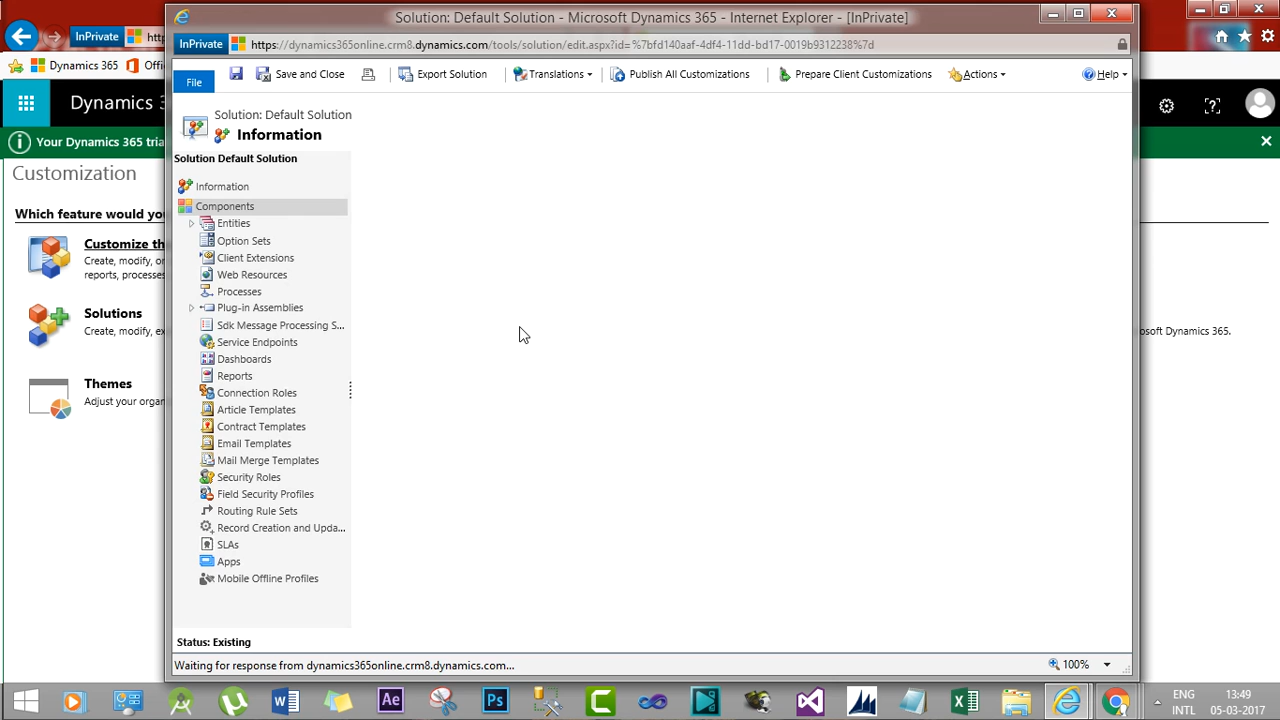 Solution: Default Solution - Microsoft Dynamics 365 - Internet Explorer - [InPrivate]
InPrivate
https://dynamics365online.crm8.dynamics.com/tools/solution/edit.aspx?id=%7bfd140aaf-4df4-11dd-bd17-0019b9312238%7d
InPrivate
Dynamics 365
File
Save and Close
Export Solution
Translations
Publish All Customizations
Prepare Client Customizations
Actions
Help
Dynamics
Your Dynamics 365 tria
Customization
Which feature would yo
Customize th
Create, modify, or
reports, processes
Solutions
Create, modify, ex
osoft Dynamics 365.
Themes
Adjust your organ
Solution: Default Solution
Information
Solution Default Solution
Information
Components
Entities
Option Sets
Client Extensions
Web Resources
Processes
Plug-in Assemblies
Sdk Message Processing S...
Service Endpoints
Dashboards
Reports
Connection Roles
Article Templates
Contract Templates
Email Templates
Mail Merge Templates
Security Roles
Field Security Profiles
Routing Rule Sets
Record Creation and Upda...
SLAs
Apps
Mobile Offline Profiles
Status: Existing
Waiting for response from dynamics365online.crm8.dynamics.com...
100%
Ae
Ps
ENG
INTL
13:49
05-03-2017